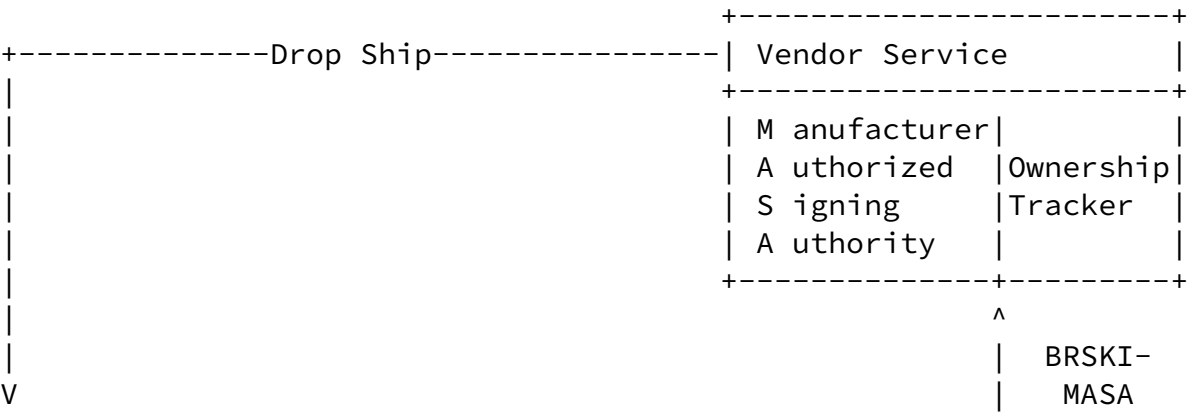 +------------------------+
+--------------Drop Ship----------------| Vendor Service         |
|                                              +------------------------+
|                                              | M anufacturer|         |
|                                              | A uthorized  |Ownership|
|                                              | S igning     |Tracker  |
|                                              | A uthority   |         |
|                                              +--------------+---------+
|                                                             ^
|                                                             |  BRSKI-
V                                                             |   MASA